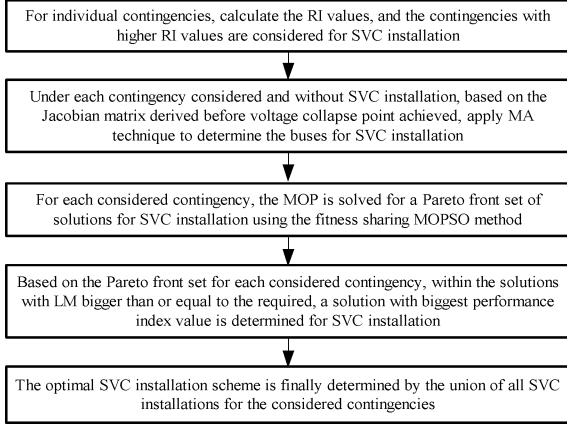 For individual contingencies, calculate the RI values, and the contingencies with
higher RI values are considered for SVC installation
Under each contingency considered and without SVC installation, based on the
Jacobian matrix derived before voltage collapse point achieved, apply MA
technique to determine the buses for SVC installation
For each considered contingency, the MOP is solved for a Pareto front set of
solutions for SVC installation using the fitness sharing MOPSO method
Based on the Pareto front set for each considered contingency, within the solutions
with LM bigger than or equal to the required, a solution with biggest performance
index value is determined for SVC installation
The optimal SVC installation scheme is finally determined by the union of all SVC
installations for the considered contingencies